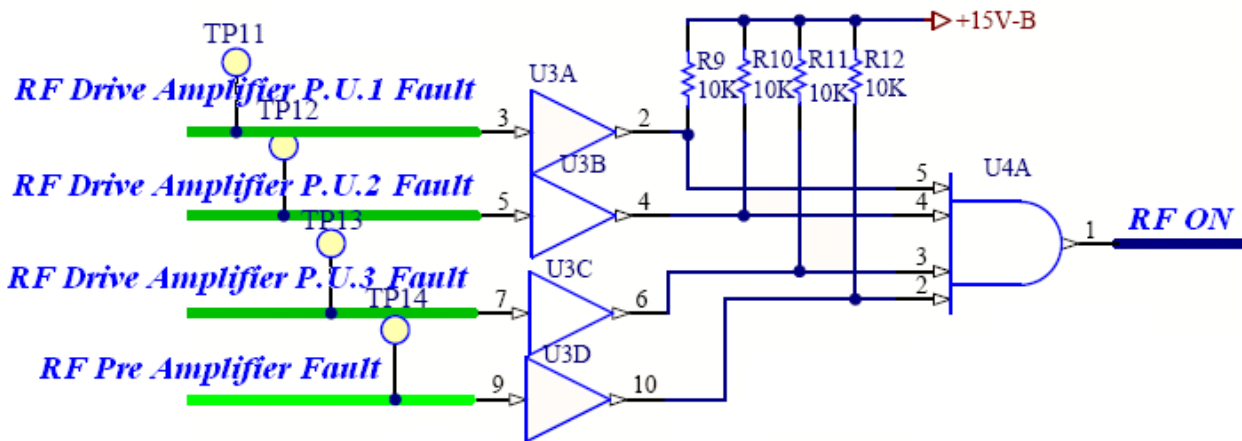 +15V-B
TP11
R9 R10 R11 R12
10K 10K 10K 10K
U3A
RF Drive Amplifier P.U.1 Fault
TP12
3 2
U3B
U4A
RF Drive Amplifier P.U.2 Fault
5
5 4 4
RF ON
TP13
1
U3C
3
RF Drive Amplifier P.U.3 Fault
7 6
2
TP14
U3D
RF Pre Amplifier Fault
9 10